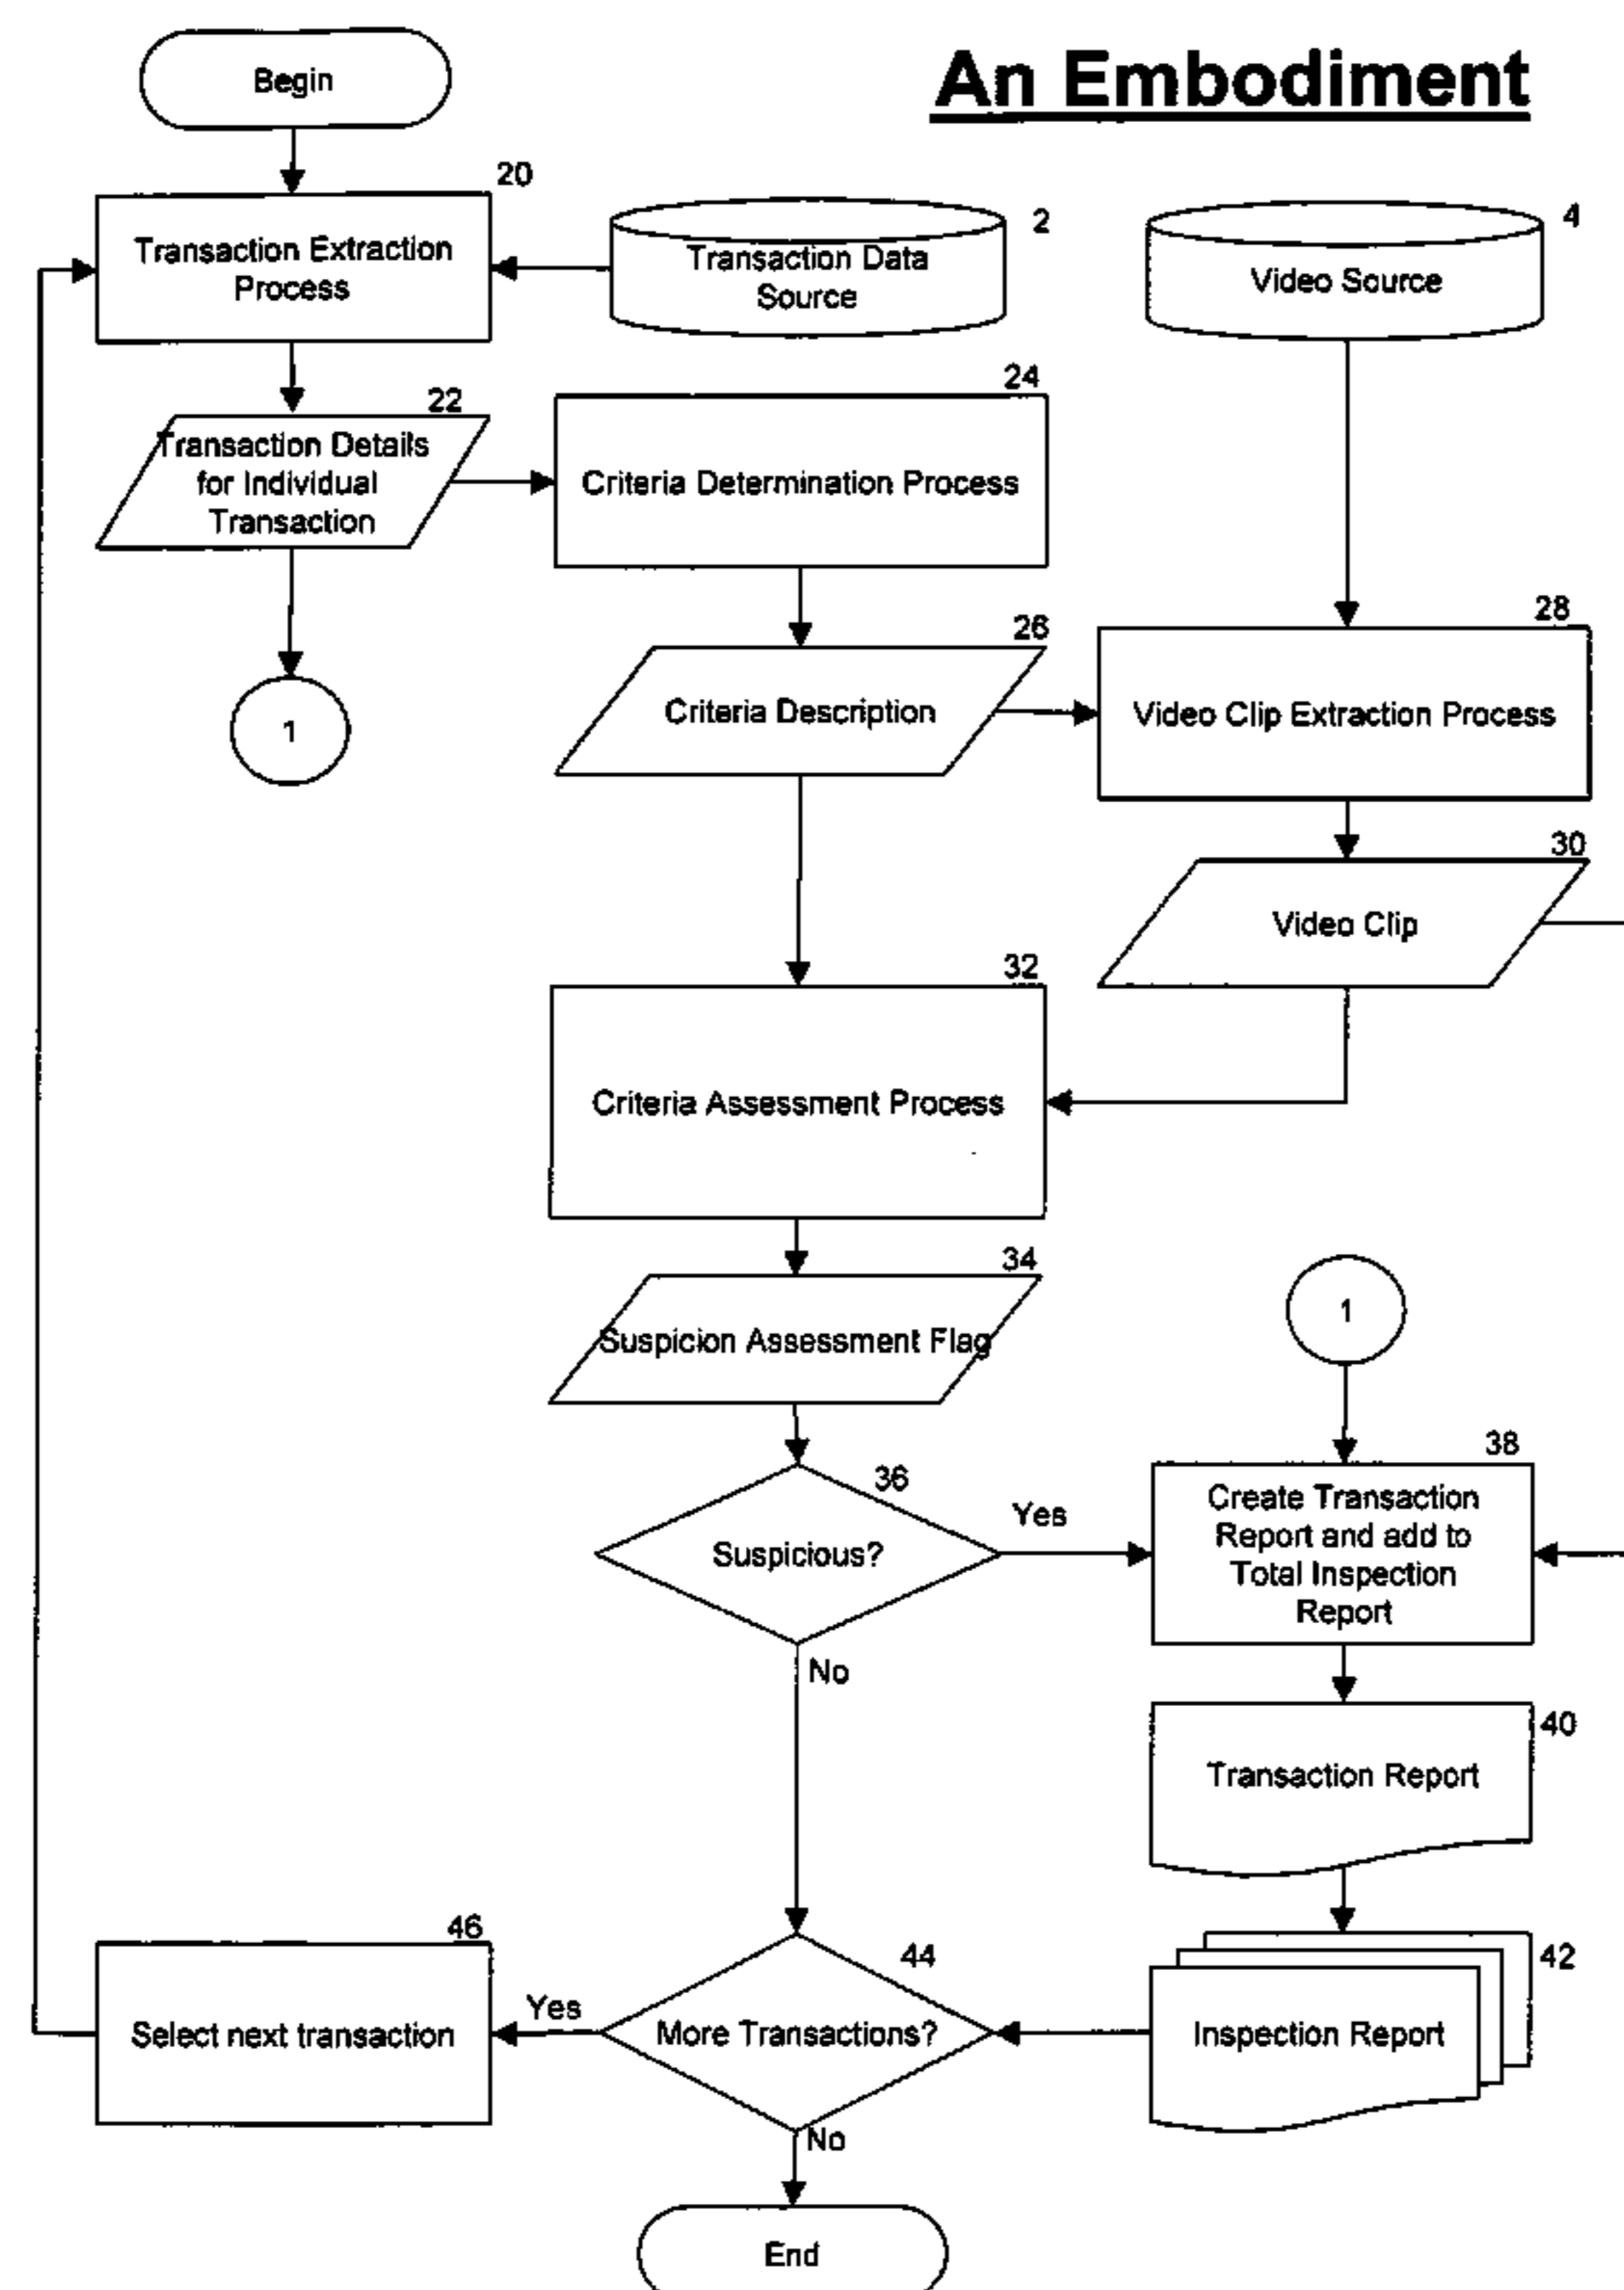 An Embodiment
Begin
20
Transaction Extraction
Process
2
Transaction Data
Source
4
Video Source
22
Transaction Details
for Individual
Transaction
24
Criteria Determination Process
1
26
Criteria Description
28
Video Clip Extraction Process
30
Video Clip
32
Criteria Assessment Process
34
Suspicion Assessment Flag
1
36
Suspicious?
Yes
No
38
Create Transaction
Report and add to
Total Inspection
Report
40
Transaction Report
42
Inspection Report
44
More Transactions?
Yes
46
Select next transaction
No
End